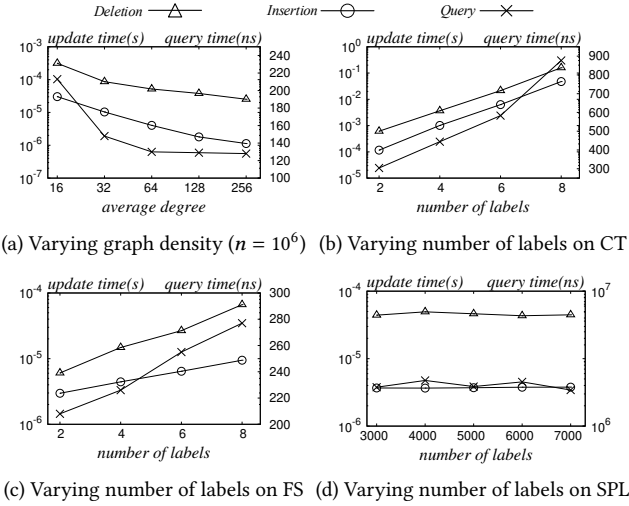 Deletion Insertion Query
update time(s) query time(ns)
10^-3 10^-4 10^-5 10^-6 10^-7
240 220 200 180 160 140 120 100
16 32 64 128 256
average degree
update time(s) query time(ns)
10^0 10^-1 10^-2 10^-3 10^-4 10^-5
900 800 700 600 500 400 300
2 4 6 8
number of labels
(a) Varying graph density (n = 10^6) (b) Varying number of labels on CT
update time(s) query time(ns)
10^-4 10^-5 10^-6
300 280 260 240 220 200
2 4 6 8
number of labels
update time(s) query time(ns)
10^-4 10^-5 10^-6
10^7 10^6
3000 4000 5000 6000 7000
number of labels
(c) Varying number of labels on FS (d) Varying number of labels on SPL